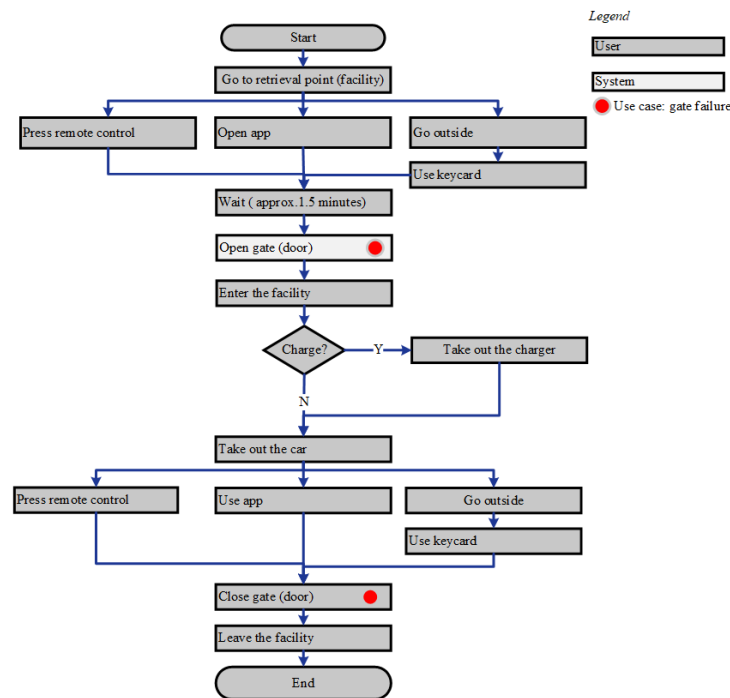 Legend
Start
User
Go to retrieval point (facility)
System
Use case: gate failure
Press remote control
Open app
Go outside
Use keycard
Wait ( approx.1.5 minutes)
Open gate (door)
Enter the facility
Charge?
Y
Take out the charger
N
Take out the car
Press remote control
Use app
Go outside
Use keycard
Close gate (door)
Leave the facility
End